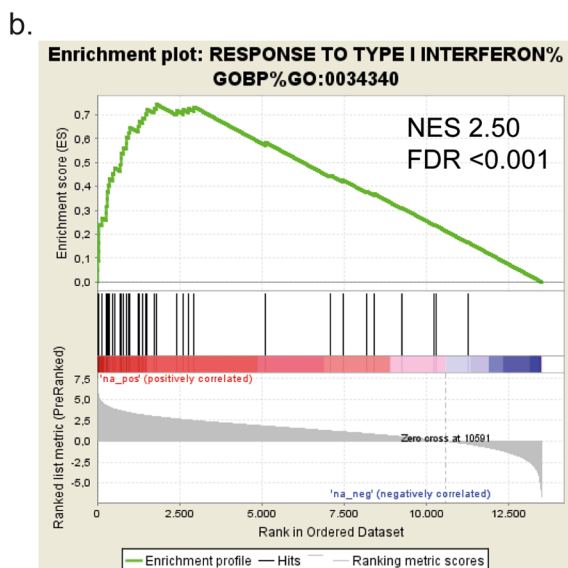 b.
Enrichment plot: RESPONSE TO TYPE I INTERFERON%
GOBP%GO:0034340
NES 2.50
FDR <0.001
Enrichment score (ES)
0,7
0,6
0,5
0,4
0,3
0,2
0,1
0,0
'na_pos' (positively correlated)
Ranked list metric (PreRanked)
7,5
5,0
2,5
0,0
-2,5
-5,0
Zero cross at 10591
'na_neg' (negatively correlated)
0 2.500 5.000 7.500 10.000 12.500
Rank in Ordered Dataset
Enrichment profile Hits Ranking metric scores